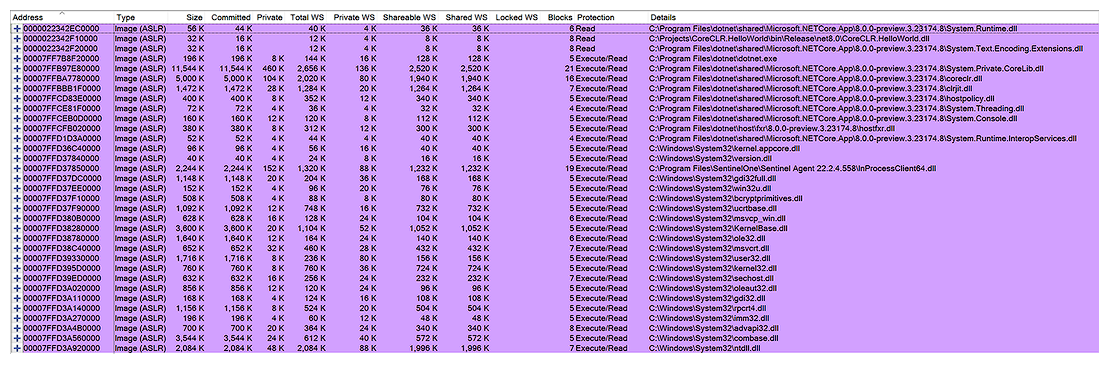 Address Type Size Committed Private Total WS Private WS Shareable WS Shared WS Locked WS Blocks Protection Details
0000022342EC0000 Image (ASLR) 56 K 44 K 40 K 4 K 36 K 36 K 6 Read C:\Program Files\dotnet\shared\Microsoft.NETCore.App\8.0.0-preview.3.23174.8\System.Runtime.dll
0000022342F10000 Image (ASLR) 32 K 16 K 12 K 4 K 8 K 8 K 8 Read C:\Projects\CoreCLR.HelloWorld\bin\Release\net8.0\CoreCLR.HelloWorld.dll
0000022342F20000 Image (ASLR) 32 K 16 K 12 K 4 K 8 K 8 K 8 Read C:\Program Files\dotnet\shared\Microsoft.NETCore.App\8.0.0-preview.3.23174.8\System.Text.Encoding.Extensions.dll
00007FF7B8F20000 Image (ASLR) 196 K 196 K 8 K 144 K 16 K 128 K 128 K 5 Execute/Read C:\Program Files\dotnet\dotnet.exe
00007FFB97E80000 Image (ASLR) 11,544 K 11,544 K 460 K 2,656 K 136 K 2,520 K 2,520 K 21 Execute/Read C:\Program Files\dotnet\shared\Microsoft.NETCore.App\8.0.0-preview.3.23174.8\System.Private.CoreLib.dll
00007FFBA7780000 Image (ASLR) 5,000 K 5,000 K 104 K 2,020 K 80 K 1,940 K 1,940 K 16 Execute/Read C:\Program Files\dotnet\shared\Microsoft.NETCore.App\8.0.0-preview.3.23174.8\coreclr.dll
00007FFBBB1F0000 Image (ASLR) 1,472 K 1,472 K 28 K 1,284 K 20 K 1,264 K 1,264 K 7 Execute/Read C:\Program Files\dotnet\shared\Microsoft.NETCore.App\8.0.0-preview.3.23174.8\clrjit.dll
00007FFCD83E0000 Image (ASLR) 400 K 400 K 8 K 352 K 12 K 340 K 340 K 5 Execute/Read C:\Program Files\dotnet\shared\Microsoft.NETCore.App\8.0.0-preview.3.23174.8\hostpolicy.dll
00007FFCE81F0000 Image (ASLR) 72 K 72 K 4 K 36 K 4 K 32 K 32 K 4 Execute/Read C:\Program Files\dotnet\shared\Microsoft.NETCore.App\8.0.0-preview.3.23174.8\System.Threading.dll
00007FFCEB0D0000 Image (ASLR) 160 K 160 K 12 K 120 K 8 K 112 K 112 K 5 Execute/Read C:\Program Files\dotnet\shared\Microsoft.NETCore.App\8.0.0-preview.3.23174.8\System.Console.dll
00007FFCFB020000 Image (ASLR) 380 K 380 K 8 K 312 K 12 K 300 K 300 K 5 Execute/Read C:\Program Files\dotnet\host\fxr\8.0.0-preview.3.23174.8\hostfxr.dll
00007FFD1D3A0000 Image (ASLR) 52 K 52 K 4 K 44 K 4 K 40 K 40 K 4 Execute/Read C:\Program Files\dotnet\shared\Microsoft.NETCore.App\8.0.0-preview.3.23174.8\System.Runtime.InteropServices.dll
00007FFD36C40000 Image (ASLR) 96 K 96 K 4 K 56 K 16 K 40 K 40 K 5 Execute/Read C:\Windows\System32\kernel.appcore.dll
00007FFD37840000 Image (ASLR) 40 K 40 K 4 K 24 K 8 K 16 K 16 K 5 Execute/Read C:\Windows\System32\version.dll
00007FFD37850000 Image (ASLR) 2,244 K 2,244 K 152 K 1,320 K 88 K 1,232 K 1,232 K 19 Execute/Read C:\Program Files\SentinelOne\Sentinel Agent 22.2.4.558\InProcessClient64.dll
00007FFD37DC0000 Image (ASLR) 1,148 K 1,148 K 20 K 204 K 36 K 168 K 168 K 5 Execute/Read C:\Windows\System32\gdi32full.dll
00007FFD37EE0000 Image (ASLR) 152 K 152 K 4 K 96 K 20 K 76 K 76 K 5 Execute/Read C:\Windows\System32\win32u.dll
00007FFD37F10000 Image (ASLR) 508 K 508 K 4 K 88 K 8 K 80 K 80 K 5 Execute/Read C:\Windows\System32\bcryptprimitives.dll
00007FFD37F90000 Image (ASLR) 1,092 K 1,092 K 12 K 748 K 16 K 732 K 732 K 5 Execute/Read C:\Windows\System32\ucrtbase.dll
00007FFD380B0000 Image (ASLR) 628 K 628 K 16 K 128 K 24 K 104 K 104 K 6 Execute/Read C:\Windows\System32\msvcp_win.dll
00007FFD38280000 Image (ASLR) 3,600 K 3,600 K 20 K 1,104 K 52 K 1,052 K 1,052 K 5 Execute/Read C:\Windows\System32\KernelBase.dll
00007FFD38780000 Image (ASLR) 1,640 K 1,640 K 12 K 164 K 24 K 140 K 140 K 6 Execute/Read C:\Windows\System32\ole32.dll
00007FFD38C40000 Image (ASLR) 652 K 652 K 32 K 460 K 28 K 432 K 432 K 7 Execute/Read C:\Windows\System32\msvcrt.dll
00007FFD39330000 Image (ASLR) 1,716 K 1,716 K 8 K 236 K 80 K 156 K 156 K 5 Execute/Read C:\Windows\System32\user32.dll
00007FFD395D0000 Image (ASLR) 760 K 760 K 8 K 760 K 36 K 724 K 724 K 5 Execute/Read C:\Windows\System32\kernel32.dll
00007FFD39ED0000 Image (ASLR) 632 K 632 K 16 K 256 K 24 K 232 K 232 K 7 Execute/Read C:\Windows\System32\sechost.dll
00007FFD3A020000 Image (ASLR) 856 K 856 K 12 K 120 K 24 K 96 K 96 K 5 Execute/Read C:\Windows\System32\oleaut32.dll
00007FFD3A110000 Image (ASLR) 168 K 168 K 4 K 124 K 16 K 108 K 108 K 5 Execute/Read C:\Windows\System32\gdi32.dll
00007FFD3A140000 Image (ASLR) 1,156 K 1,156 K 8 K 524 K 20 K 504 K 504 K 5 Execute/Read C:\Windows\System32\rpcrt4.dll
00007FFD3A270000 Image (ASLR) 196 K 196 K 4 K 60 K 12 K 48 K 48 K 5 Execute/Read C:\Windows\System32\imm32.dll
00007FFD3A4B0000 Image (ASLR) 700 K 700 K 20 K 364 K 24 K 340 K 340 K 8 Execute/Read C:\Windows\System32\advapi32.dll
00007FFD3A560000 Image (ASLR) 3,544 K 3,544 K 24 K 612 K 40 K 572 K 572 K 5 Execute/Read C:\Windows\System32\combase.dll
00007FFD3A920000 Image (ASLR) 2,084 K 2,084 K 48 K 2,084 K 88 K 1,996 K 1,996 K 7 Execute/Read C:\Windows\System32\ntdll.dll